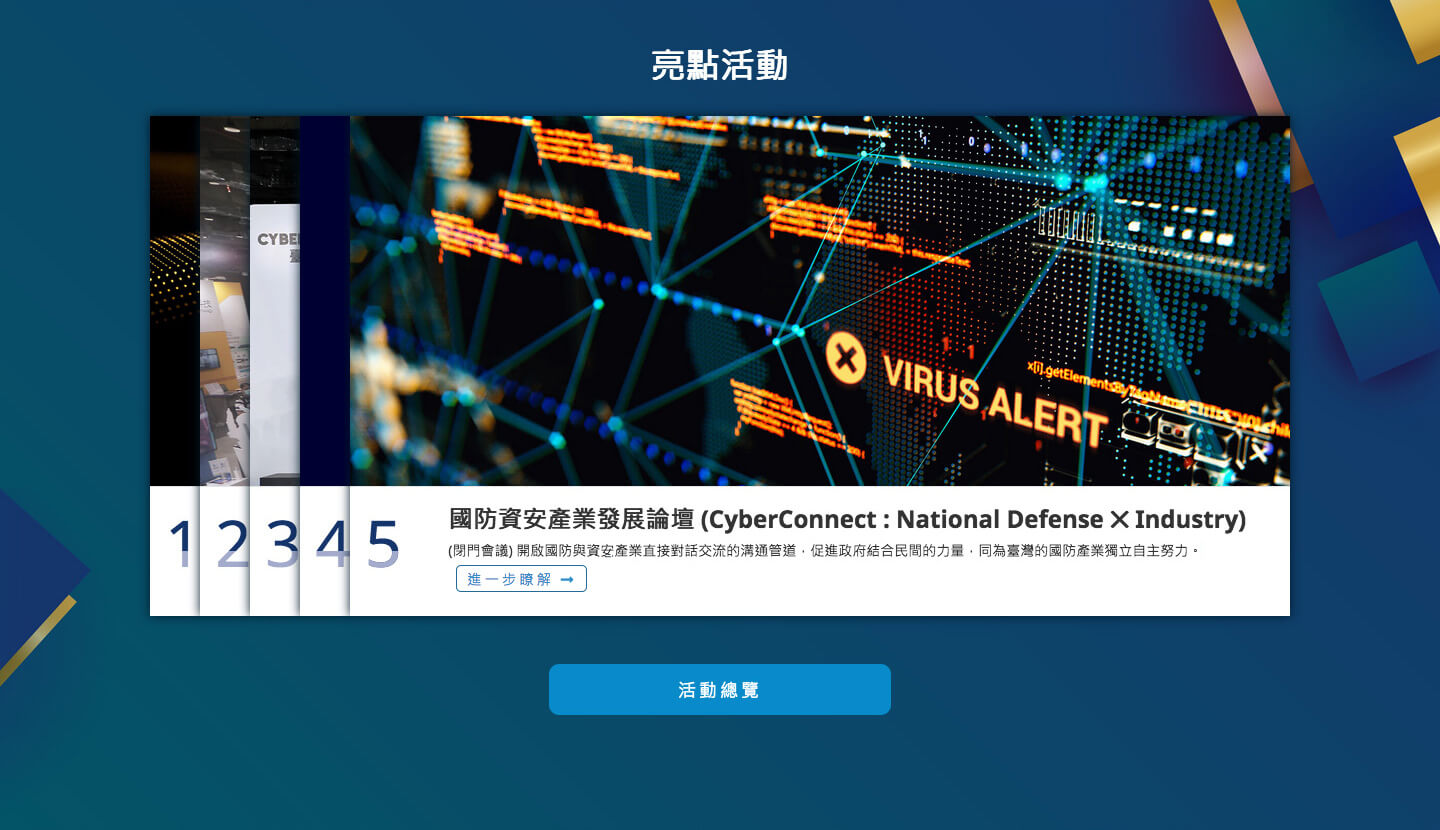 亮點活動
CYBE
VIRUS ALERT
1
2
3
4
5
國防資安產業發展論壇 (CyberConnect : National Defense ╳ Industry)
(閉門會議) 開啟國防與資安產業直接對話交流的溝通管道，促進政府結合民間的力量，同為臺灣的國防產業獨立自主努力。
進一步瞭解 ➞
活動總覽